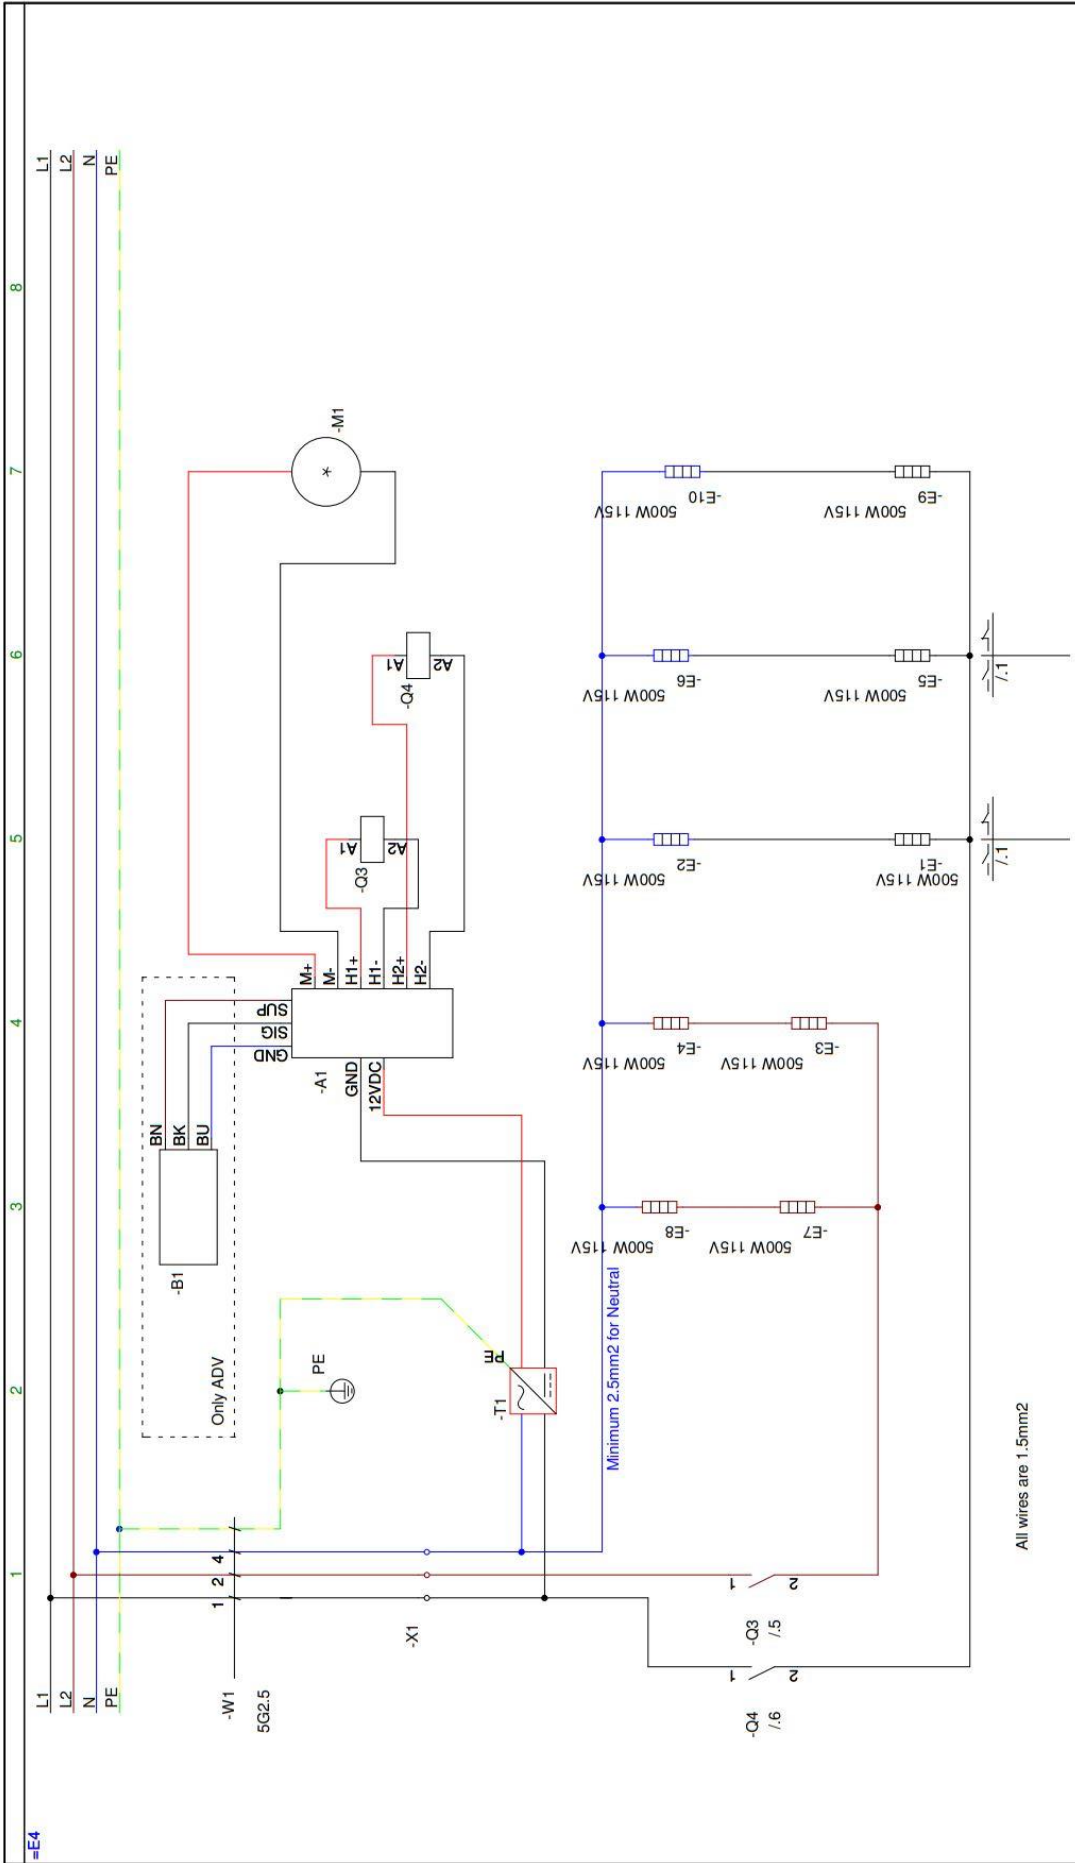 =E4
1
2
3
4
5
6
7
8
L1
L1
L2
L2
N
N
PE
PE
-W1
5G2.5
1
2
4
Only ADV
-B1
BN
BK
BU
GND
SIG
SUP
-A1
GND
12VDC
M+
M-
H1+
H1-
H2+
H2-
-M1
*
-Q3
A1
A2
-Q4
A1
A2
PE
-X1
-T1
PE
Minimum 2.5mm2 for Neutral
500W 115V
-E8
500W 115V
-E7
500W 115V
-E4
500W 115V
-E3
500W 115V
-E2
500W 115V
-E1
500W 115V
-E6
500W 115V
-E5
500W 115V
-E10
500W 115V
-E9
-Q3
/.5
1
2
-Q4
/.6
1
2
/.1
/.1
All wires are 1.5mm2